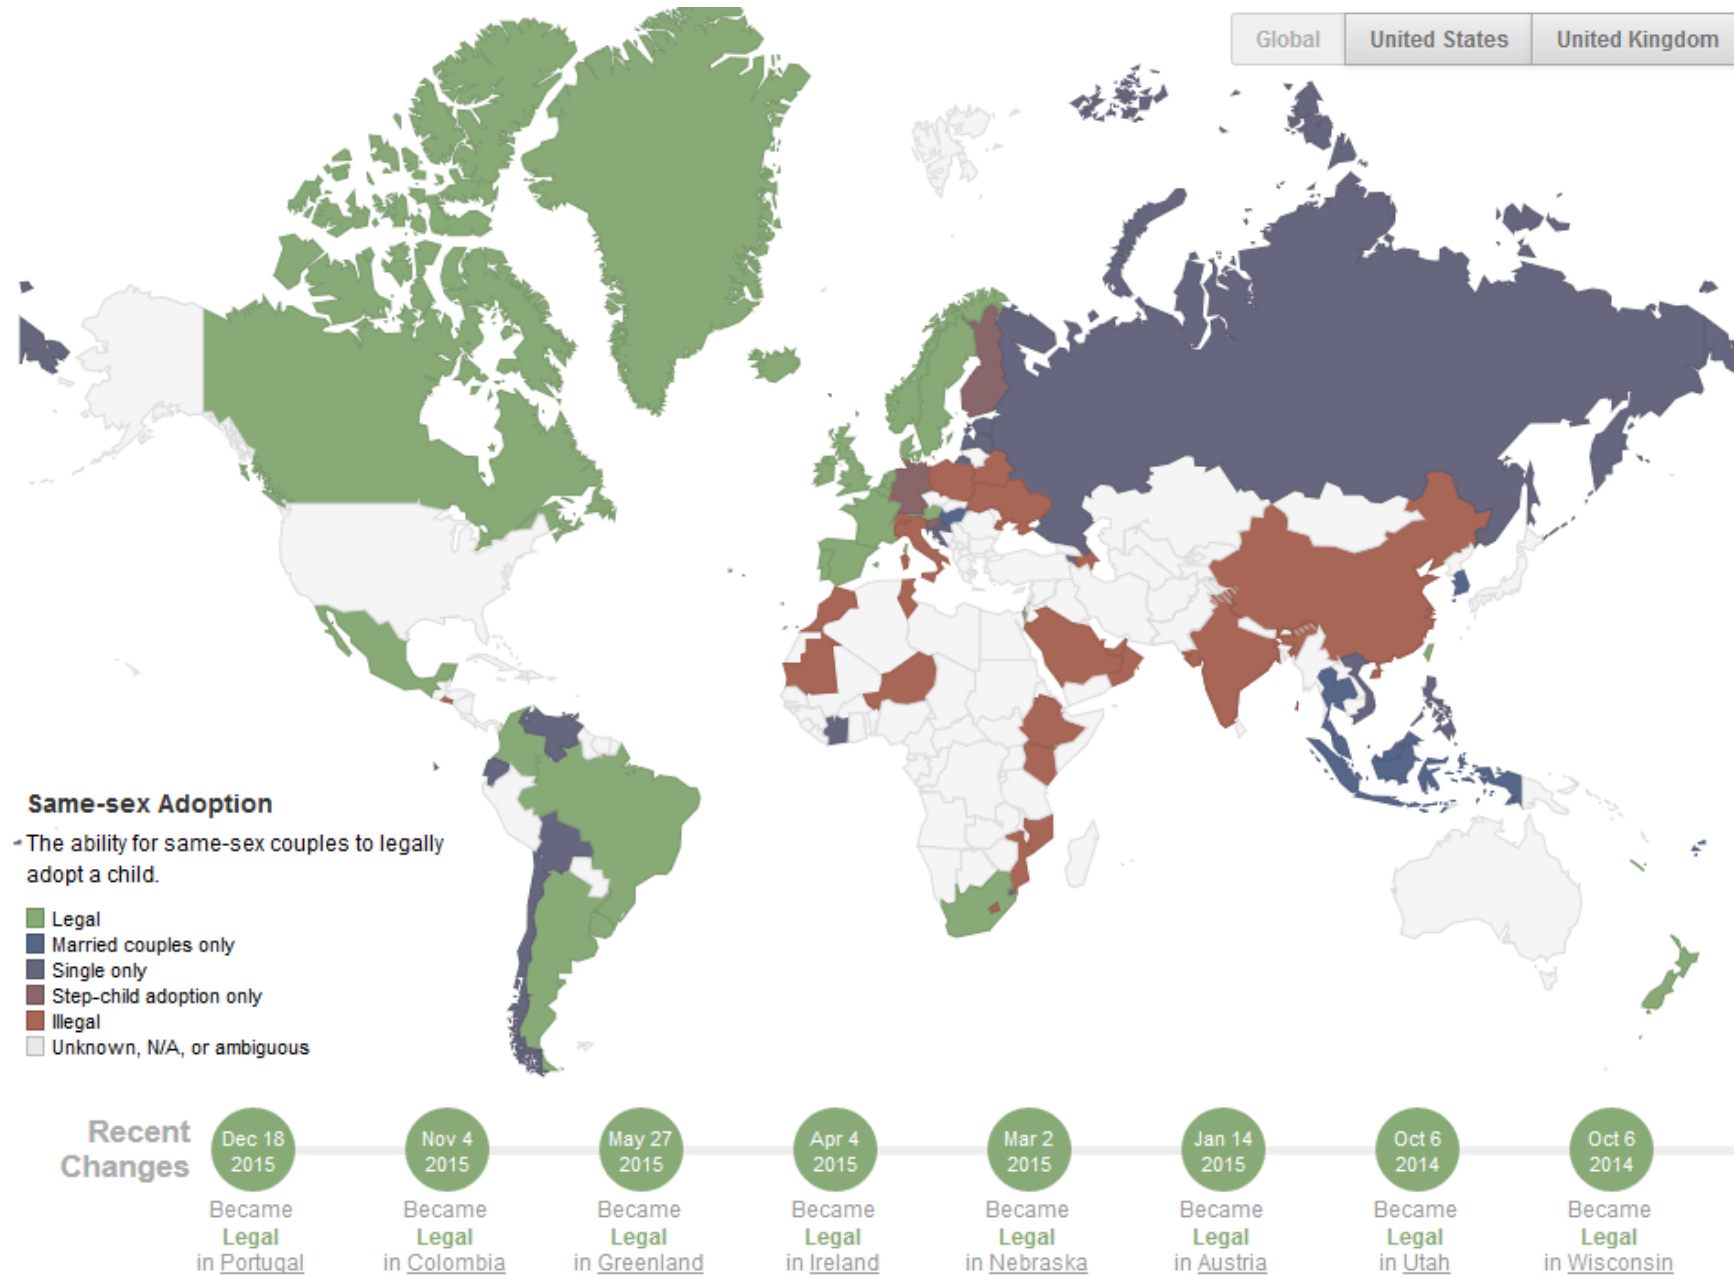 Global United States United Kingdom
Same-sex Adoption
The ability for same-sex couples to legally
adopt a child.
Legal
Married couples only
Single only
Step-child adoption only
Illegal
Unknown, N/A, or ambiguous
Recent
Changes
Dec 18
2015
Became
Legal
in Portugal
Nov 4
2015
Became
Legal
in Colombia
May 27
2015
Became
Legal
in Greenland
Apr 4
2015
Became
Legal
in Ireland
Mar 2
2015
Became
Legal
in Nebraska
Jan 14
2015
Became
Legal
in Austria
Oct 6
2014
Became
Legal
in Utah
Oct 6
2014
Became
Legal
in Wisconsin